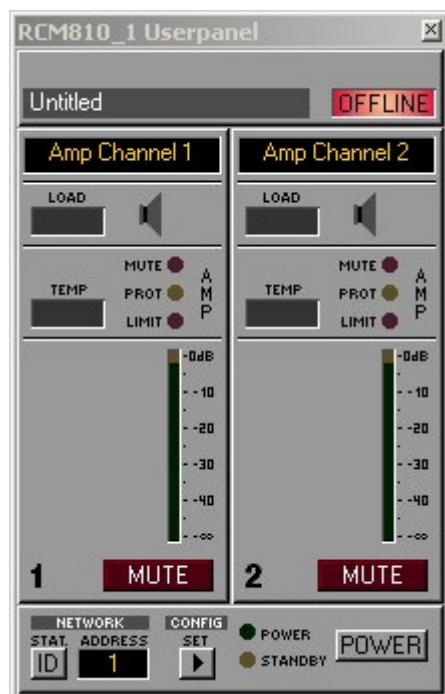 RCM810_1 Userpanel
Untitled
OFFLINE
Amp Channel 1
Amp Channel 2
LOAD
LOAD
MUTE
MUTE
TEMP
PROT
AMP
TEMP
PROT
AMP
LIMIT
LIMIT
-0dB
-0dB
-10
-10
-20
-20
-30
-30
-40
-40
-∞
-∞
1
MUTE
2
MUTE
NETWORK
CONFIG
STAT.
ADDRESS
SET
POWER
POWER
ID
1
STANDBY